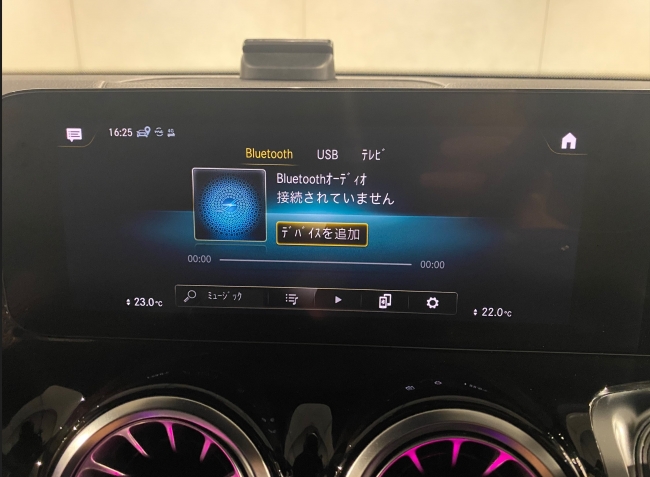 16:25
Bluetooth USB ﾃﾚﾋﾞ
Bluetoothｵｰﾃﾞｨｵ
接続されていません
ﾃﾞﾊﾞｲｽを追加
00:00 00:00
ﾐｭｰｼﾞｯｸ
23.0℃ 22.0℃